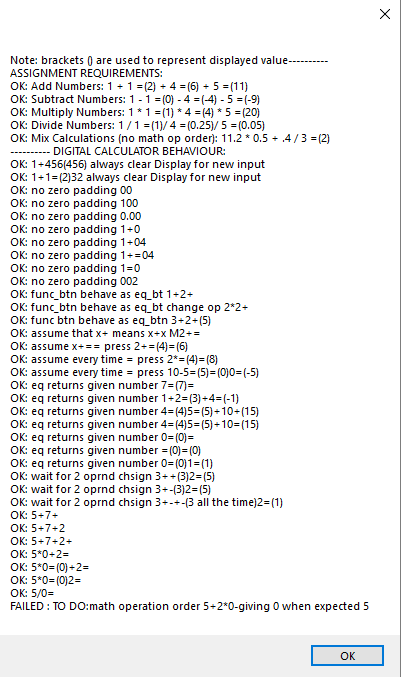 Note: brackets () are used to represent displayed value----------
ASSIGNMENT REQUIREMENTS:
OK: Add Numbers: 1 + 1 =(2) + 4 =(6) + 5 =(11)
OK: Subtract Numbers: 1 - 1 =(0) - 4 =(-4) - 5 =(-9)
OK: Multiply Numbers: 1 * 1 =(1) * 4 =(4) * 5 =(20)
OK: Divide Numbers: 1 / 1 =(1)/ 4 =(0.25)/ 5 =(0.05)
OK: Mix Calculations (no math op order): 11.2 * 0.5 + .4 / 3 =(2)
---------- DIGITAL CALCULATOR BEHAVIOUR:
OK: 1+456(456) always clear Display for new input
OK: 1+1=(2)32 always clear Display for new input
OK: no zero padding 00
OK: no zero padding 100
OK: no zero padding 0.00
OK: no zero padding 1+0
OK: no zero padding 1+04
OK: no zero padding 1+=04
OK: no zero padding 1=0
OK: no zero padding 002
OK: func_btn behave as eq_bt 1+2+
OK: func_btn behave as eq_bt change op 2*2+
OK: func btn behave as eq_btn 3+2+(5)
OK: assume that x+ means x+x M2+=
OK: assume x+== press 2+=(4)=(6)
OK: assume every time = press 2*=(4)=(8)
OK: assume every time = press 10-5=(5)=(0)0=(-5)
OK: eq returns given number 7=(7)=
OK: eq returns given number 1+2=(3)+4=(-1)
OK: eq returns given number 4=(4)5=(5)+10+(15)
OK: eq returns given number 4=(4)5=(5)+10=(15)
OK: eq returns given number 0=(0)=
OK: eq returns given number =(0)=(0)
OK: eq returns given number 0=(0)1=(1)
OK: wait for 2 oprnd chsign 3++(3)2=(5)
OK: wait for 2 oprnd chsign 3+-(3)2=(5)
OK: wait for 2 oprnd chsign 3+-+-(3 all the time)2=(1)
OK: 5+7+
OK: 5+7+2
OK: 5+7+2+
OK: 5*0+2=
OK: 5*0=(0)+2=
OK: 5*0=(0)2=
OK: 5/0=
FAILED : TO DO:math operation order 5+2*0-giving 0 when expected 5
OK